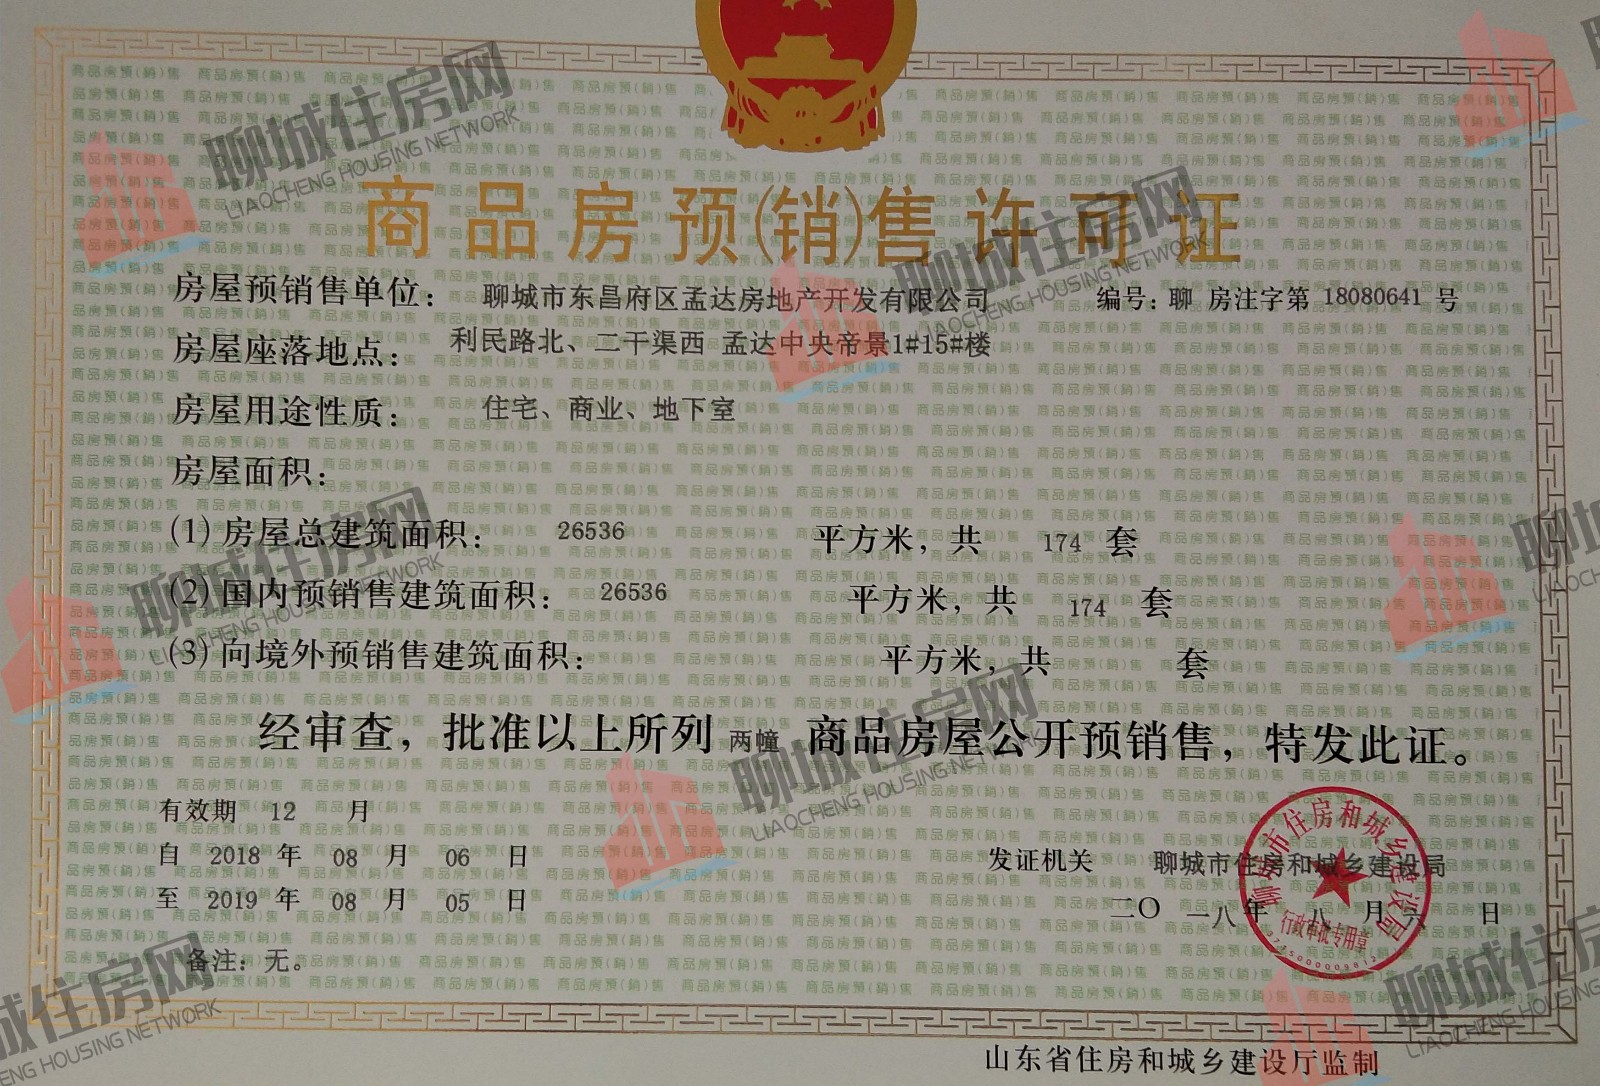 商品房预(销)售许可证
房屋预销售单位： 聊城市东昌府区孟达房地产开发有限公司 编号：聊 房注字第 18080641 号
房屋座落地点： 利民路北、二干渠西 孟达中央帝景1#15#楼
房屋用途性质： 住宅、商业、地下室
房屋面积：
(1) 房屋总建筑面积： 26536 平方米，共 174 套
(2) 国内预销售建筑面积： 26536 平方米，共 174 套
(3) 向境外预销售建筑面积： 平方米，共 套
经审查，批准以上所列 两幢 商品房屋公开预销售，特发此证。
有效期 12 月
自 2018 年 08 月 06 日
至 2019 年 08 月 05 日
发证机关 聊城市住房和城乡建设局
二〇一八年 八 月 六 日
备注：无。
聊城市住房和城乡建设局
行政审批专用章
山东省住房和城乡建设厅监制
聊城住房网
LIAOCHENG HOUSING NETWORK